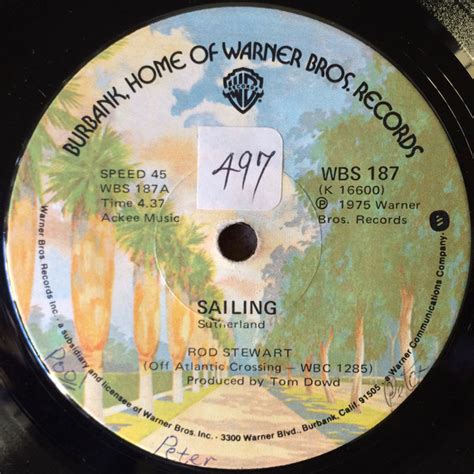 BURBANK, HOME OF WARNER BROS. RECORDS
WB
SPEED 45
WBS 187A
Time 4.37
Ackee Music
497
WBS 187
(K 16600)
℗ 1975 Warner
Bros. Records
SAILING
Sutherland
ROD STEWART
(Off Atlantic Crossing — WBC 1285)
Produced by Tom Dowd
Warner Bros. Records Inc. - a subsidiary and licensee of Warner Bros. Inc. - 3300 Warner Blvd., Burbank, Calif. 91505 - a Warner Communications Company
Peter